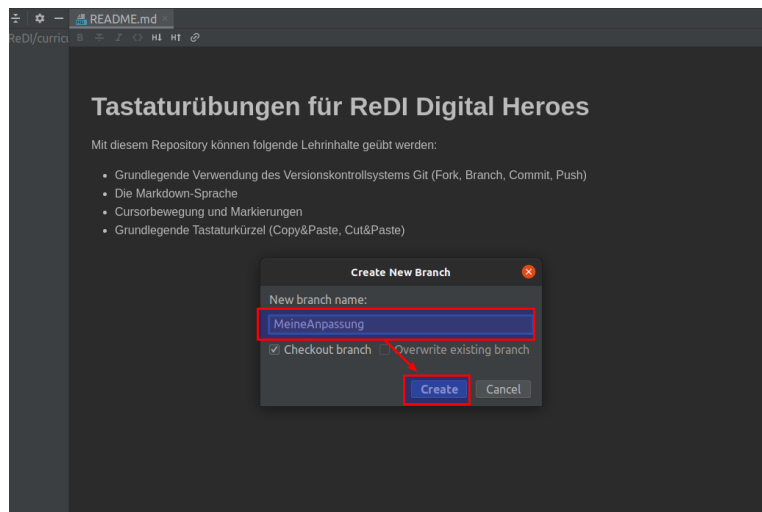 README.md
ReDI/curric
B I <> H↓ H↑
Tastaturübungen für ReDI Digital Heroes
Mit diesem Repository können folgende Lehrinhalte geübt werden:
• Grundlegende Verwendung des Versionskontrollsystems Git (Fork, Branch, Commit, Push)
• Die Markdown-Sprache
• Cursorbewegung und Markierungen
• Grundlegende Tastaturkürzel (Copy&Paste, Cut&Paste)
Create New Branch
New branch name:
MeineAnpassung
Checkout branch Overwrite existing branch
Create Cancel